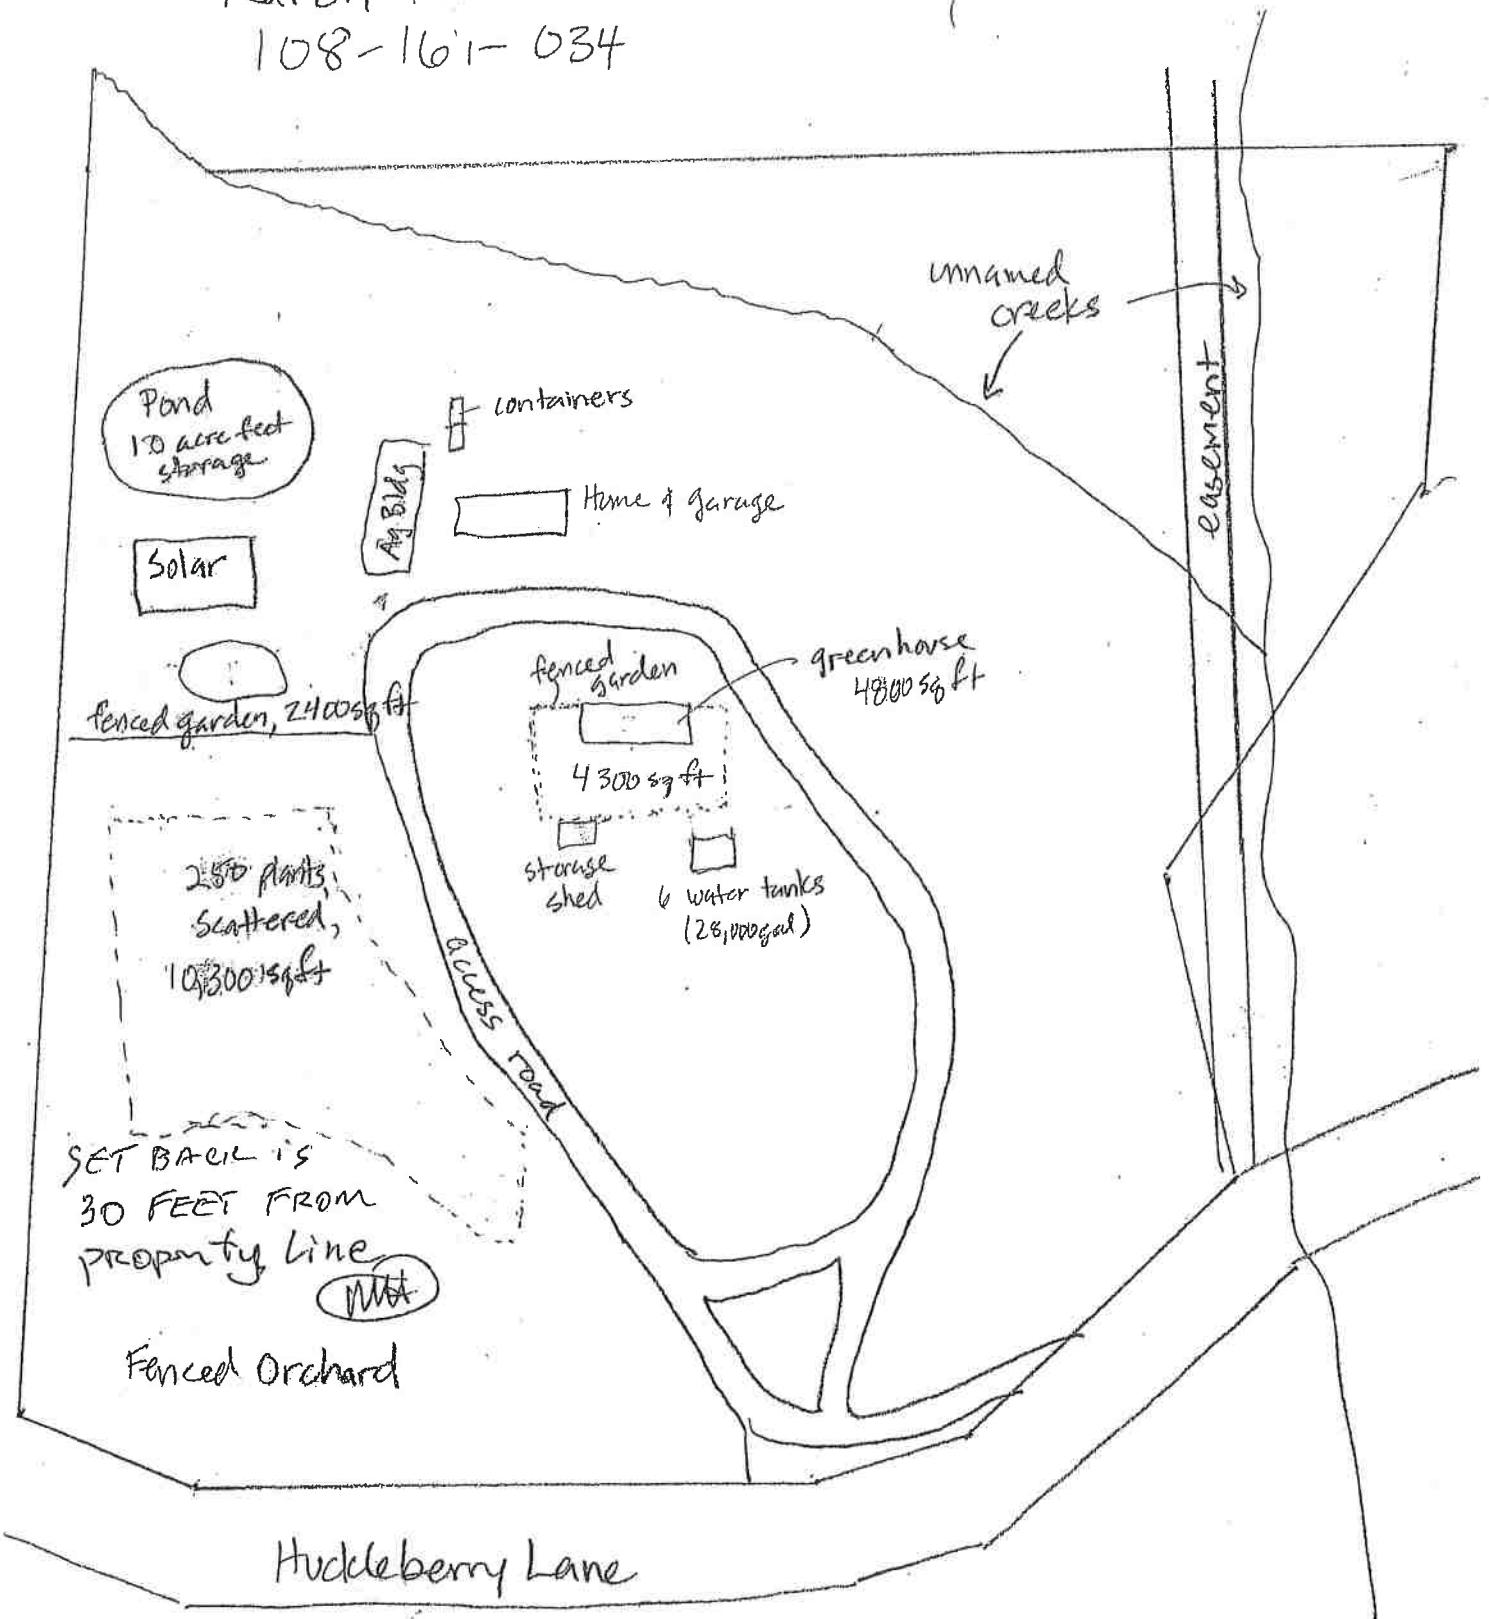 108-161-034
unnamed
creeks
easement
Pond
1.0 acre feet
storage
containers
Ag Bldg
Home & garage
Solar
fenced
garden
greenhouse
4800 sq ft
fenced garden, 2400 sq ft
4300 sq ft
250 plants,
scattered,
10,300 sq ft
storage
shed
6 water tanks
(28,000 gal)
access road
SET BACK is
30 FEET FROM
property Line
Fenced Orchard
Huckleberry Lane